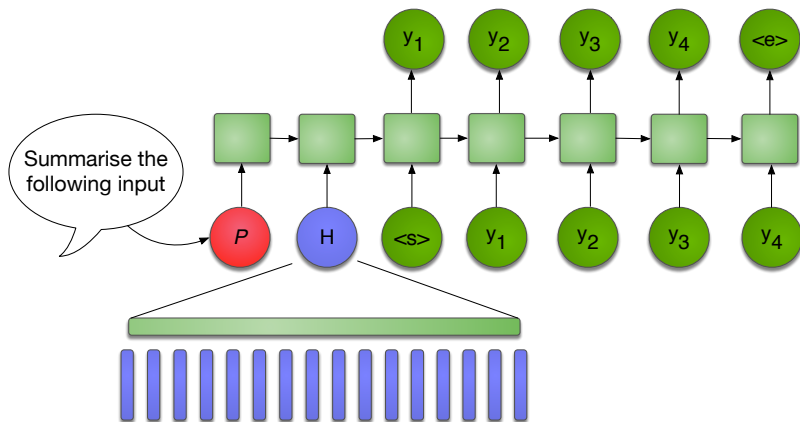 y1
y2
y3
y4
<e>
Summarise the
following input
P
H
<s>
y1
y2
y3
y4